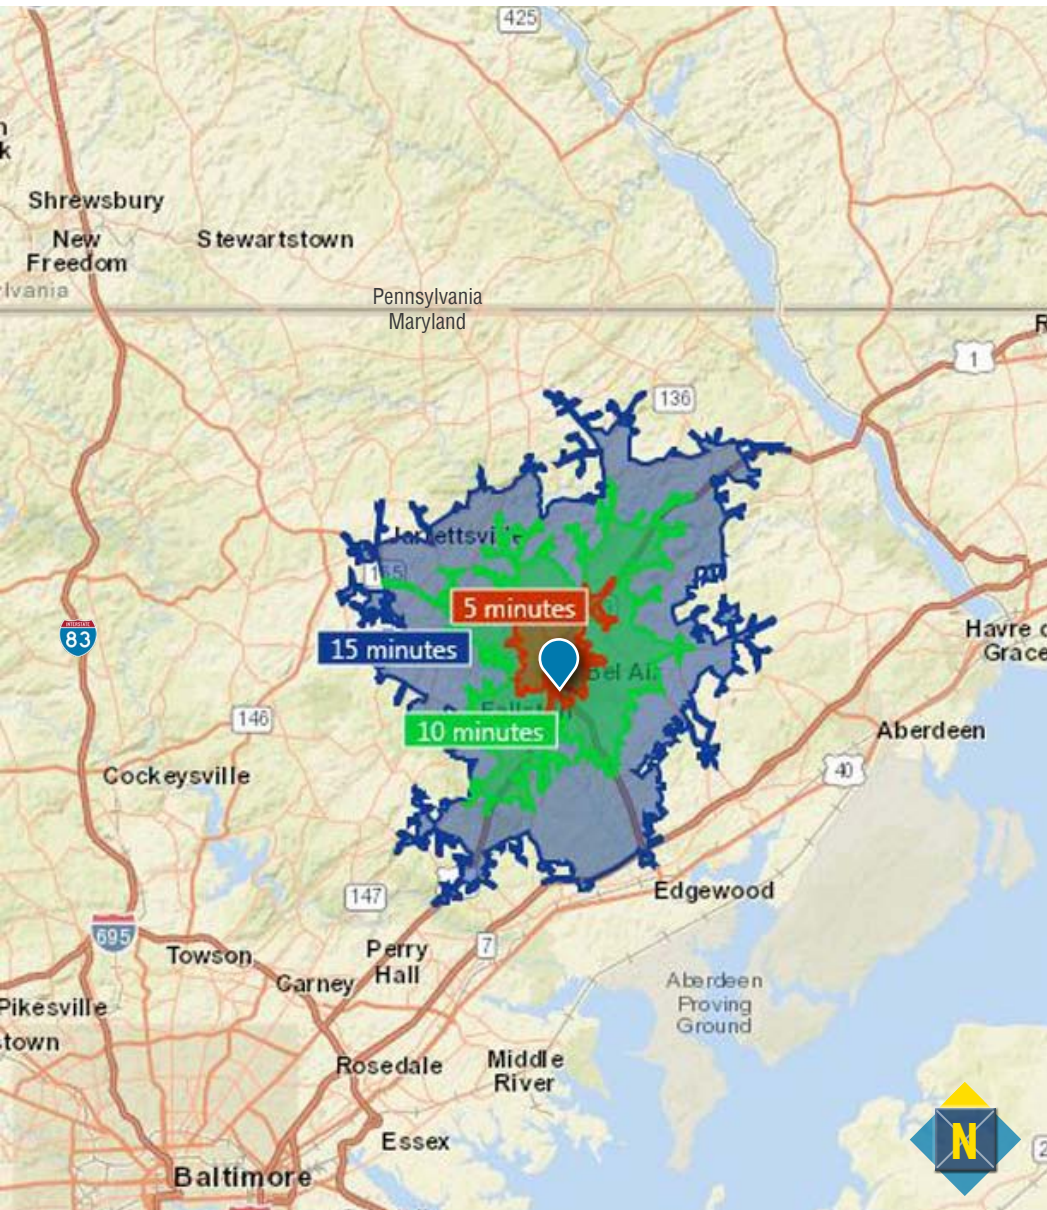 425
Shrewsbury
New
Freedom
Stewartstown
Pennsylvania
Maryland
1
136
5 minutes
15 minutes
10 minutes
INTERSTATE
83
146
Havre
Grace
Aberdeen
40
Cockeysville
Edgewood
147
695
7
Towson
Perry
Hall
Carney
Aberdeen
Proving
Ground
Pikesville
Rosedale
Middle
River
Essex
Baltimore
N